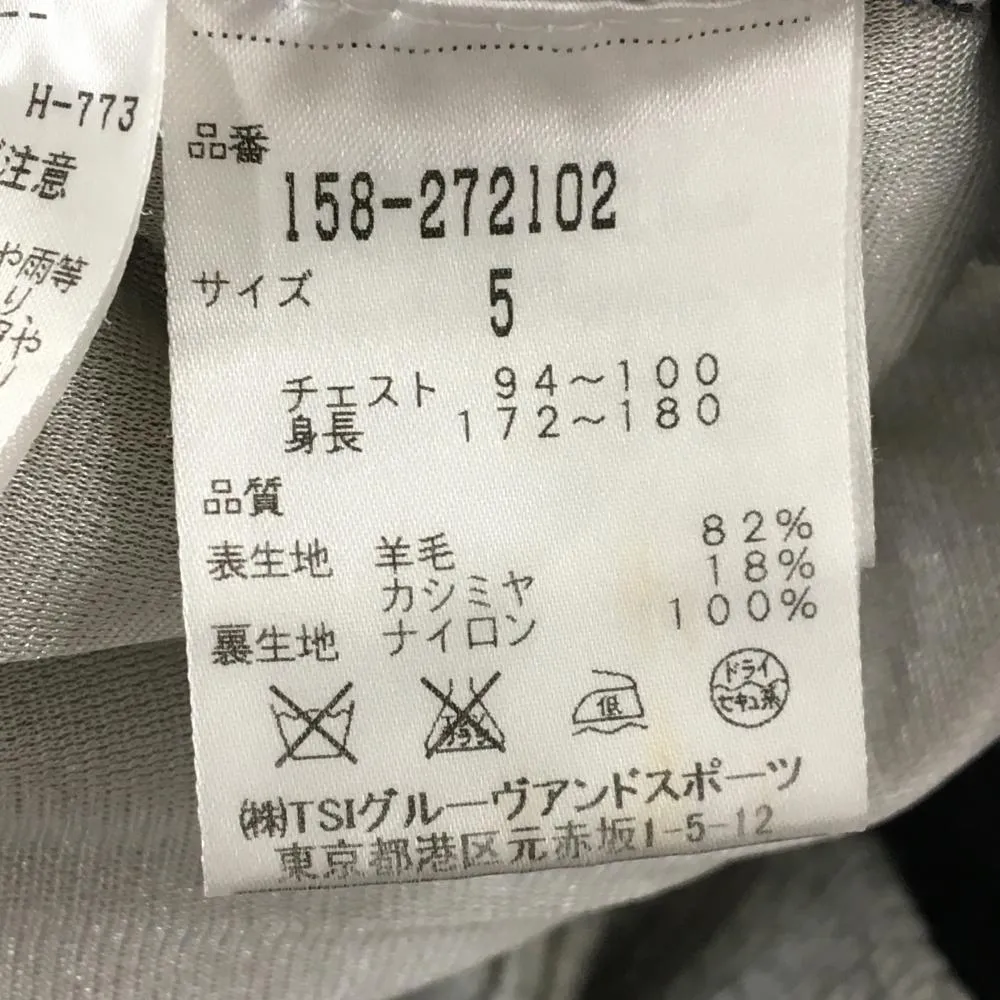 H-773
注意
や雨等
り、
や
品番
158-272102
サイズ 5
チェスト 94～100
身長 172～180
品質
表生地 羊毛 82%
カシミヤ 18%
裏生地 ナイロン 100%
低
ドライ
セキユ系
㈱TSIグルーヴアンドスポーツ
東京都港区元赤坂1-5-12